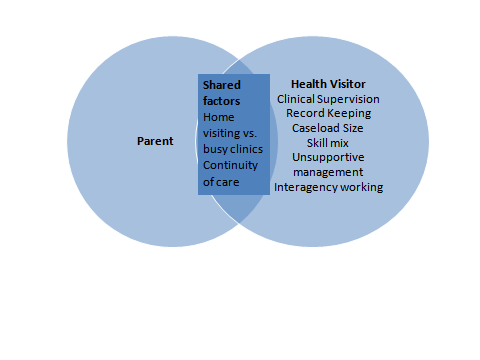 Parent
Shared
factors
Home
visiting vs.
busy clinics
Continuity
of care
Health Visitor
Clinical Supervision
Record Keeping
Caseload Size
Skill mix
Unsupportive
management
Interagency working